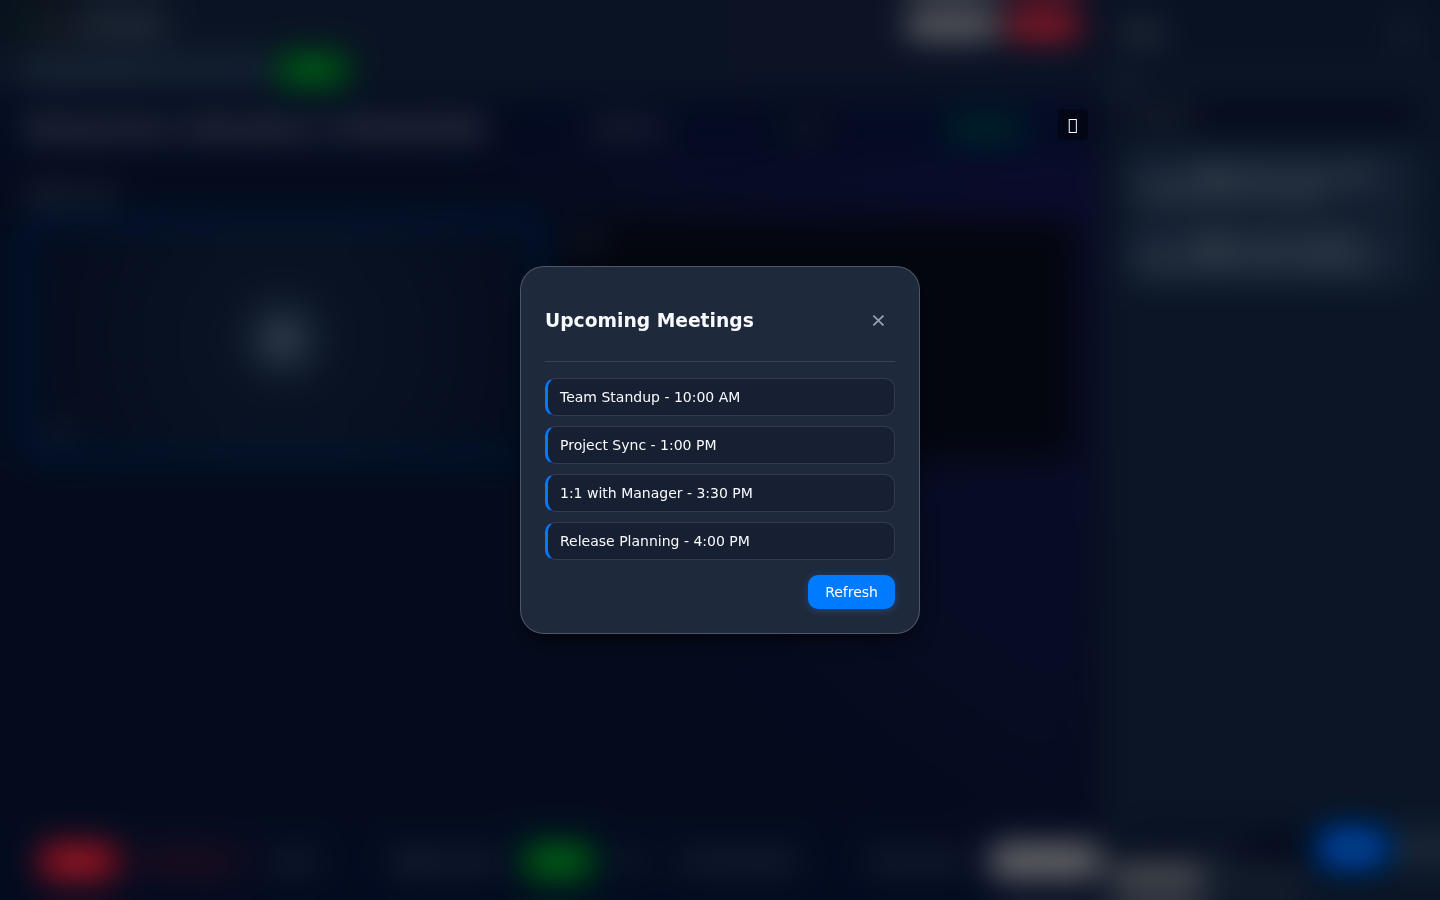 Upcoming Meetings ✕
Team Standup - 10:00 AM
Project Sync - 1:00 PM
1:1 with Manager - 3:30 PM
Release Planning - 4:00 PM
Refresh